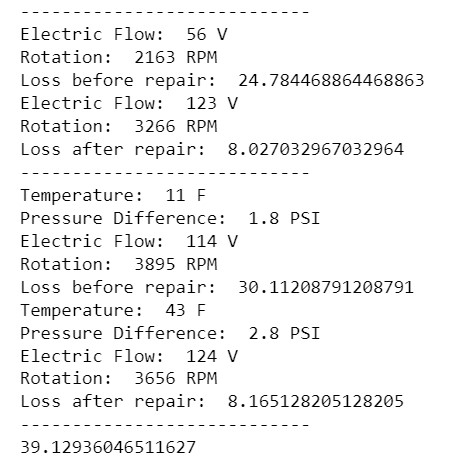 ----------------------------
Electric Flow:  56 V
Rotation:  2163 RPM
Loss before repair:  24.784468864468863
Electric Flow:  123 V
Rotation:  3266 RPM
Loss after repair:  8.027032967032964
----------------------------
Temperature:  11 F
Pressure Difference:  1.8 PSI
Electric Flow:  114 V
Rotation:  3895 RPM
Loss before repair:  30.11208791208791
Temperature:  43 F
Pressure Difference:  2.8 PSI
Electric Flow:  124 V
Rotation:  3656 RPM
Loss after repair:  8.165128205128205
----------------------------
39.12936046511627